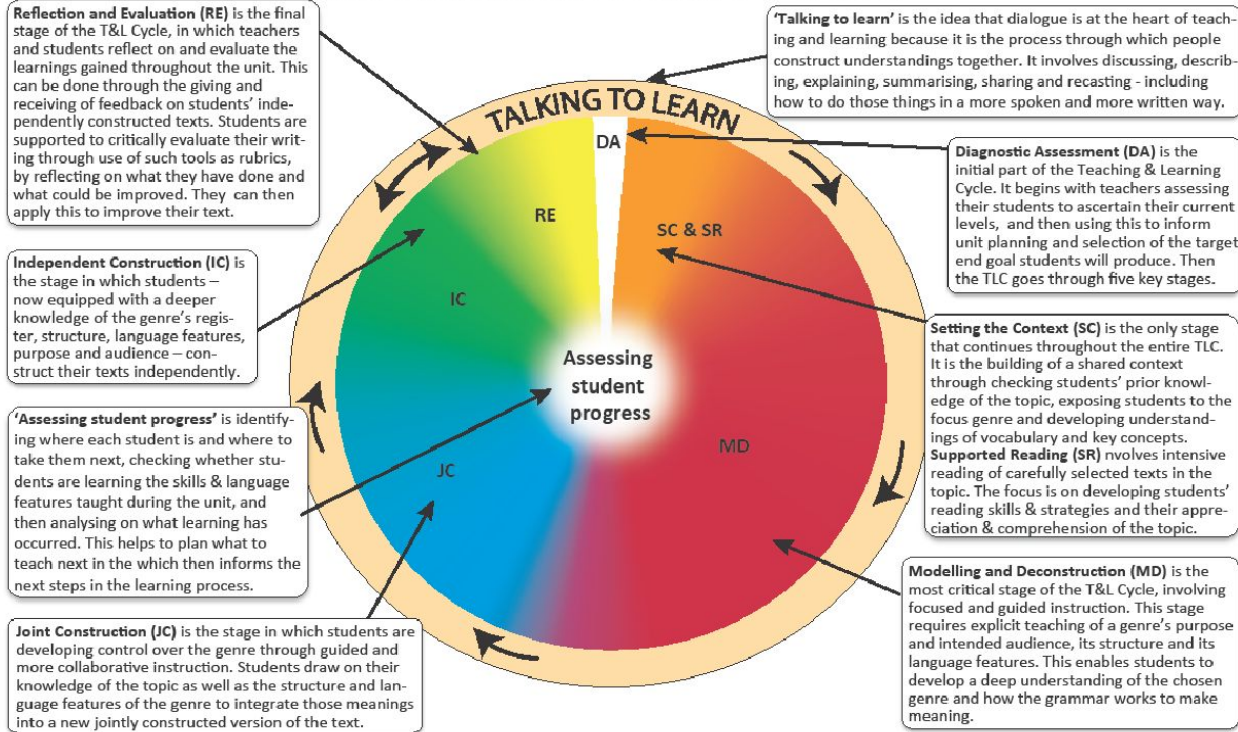 Reflection and Evaluation (RE) is the final
stage of the T&L Cycle, in which teachers
and students reflect on and evaluate the
learnings gained throughout the unit. This
can be done through the giving and
receiving of feedback on students' inde-
pendently constructed texts. Students are
supported to critically evaluate their writ-
ing through use of such tools as rubrics,
by reflecting on what they have done and
what could be improved. They can then
apply this to improve their text.
Independent Construction (IC) is
the stage in which students –
now equipped with a deeper
knowledge of the genre's regis-
ter, structure, language features,
purpose and audience – con-
struct their texts independently.
'Assessing student progress' is identify-
ing where each student is and where to
take them next, checking whether stu-
dents are learning the skills & language
features taught during the unit, and
then analysing on what learning has
occurred. This helps to plan what to
teach next in the which then informs the
next steps in the learning process.
Joint Construction (JC) is the stage in which students are
developing control over the genre through guided and
more collaborative instruction. Students draw on their
knowledge of the topic as well as the structure and lan-
guage features of the genre to integrate those meanings
into a new jointly constructed version of the text.
TALKING TO LEARN
DA
RE
SC & SR
IC
Assessing
student
progress
JC
MD
'Talking to learn' is the idea that dialogue is at the heart of teach-
ing and learning because it is the process through which people
construct understandings together. It involves discussing, describ-
ing, explaining, summarising, sharing and recasting - including
how to do those things in a more spoken and more written way.
Diagnostic Assessment (DA) is the
initial part of the Teaching & Learning
Cycle. It begins with teachers assessing
their students to ascertain their current
levels, and then using this to inform
unit planning and selection of the target
end goal students will produce. Then
the TLC goes through five key stages.
Setting the Context (SC) is the only stage
that continues throughout the entire TLC.
It is the building of a shared context
through checking students' prior knowl-
edge of the topic, exposing students to the
focus genre and developing understand-
ings of vocabulary and key concepts.
Supported Reading (SR) nvolves intensive
reading of carefully selected texts in the
topic. The focus is on developing students'
reading skills & strategies and their appre-
ciation & comprehension of the topic.
Modelling and Deconstruction (MD) is the
most critical stage of the T&L Cycle, involving
focused and guided instruction. This stage
requires explicit teaching of a genre's purpose
and intended audience, its structure and its
language features. This enables students to
develop a deep understanding of the chosen
genre and how the grammar works to make
meaning.